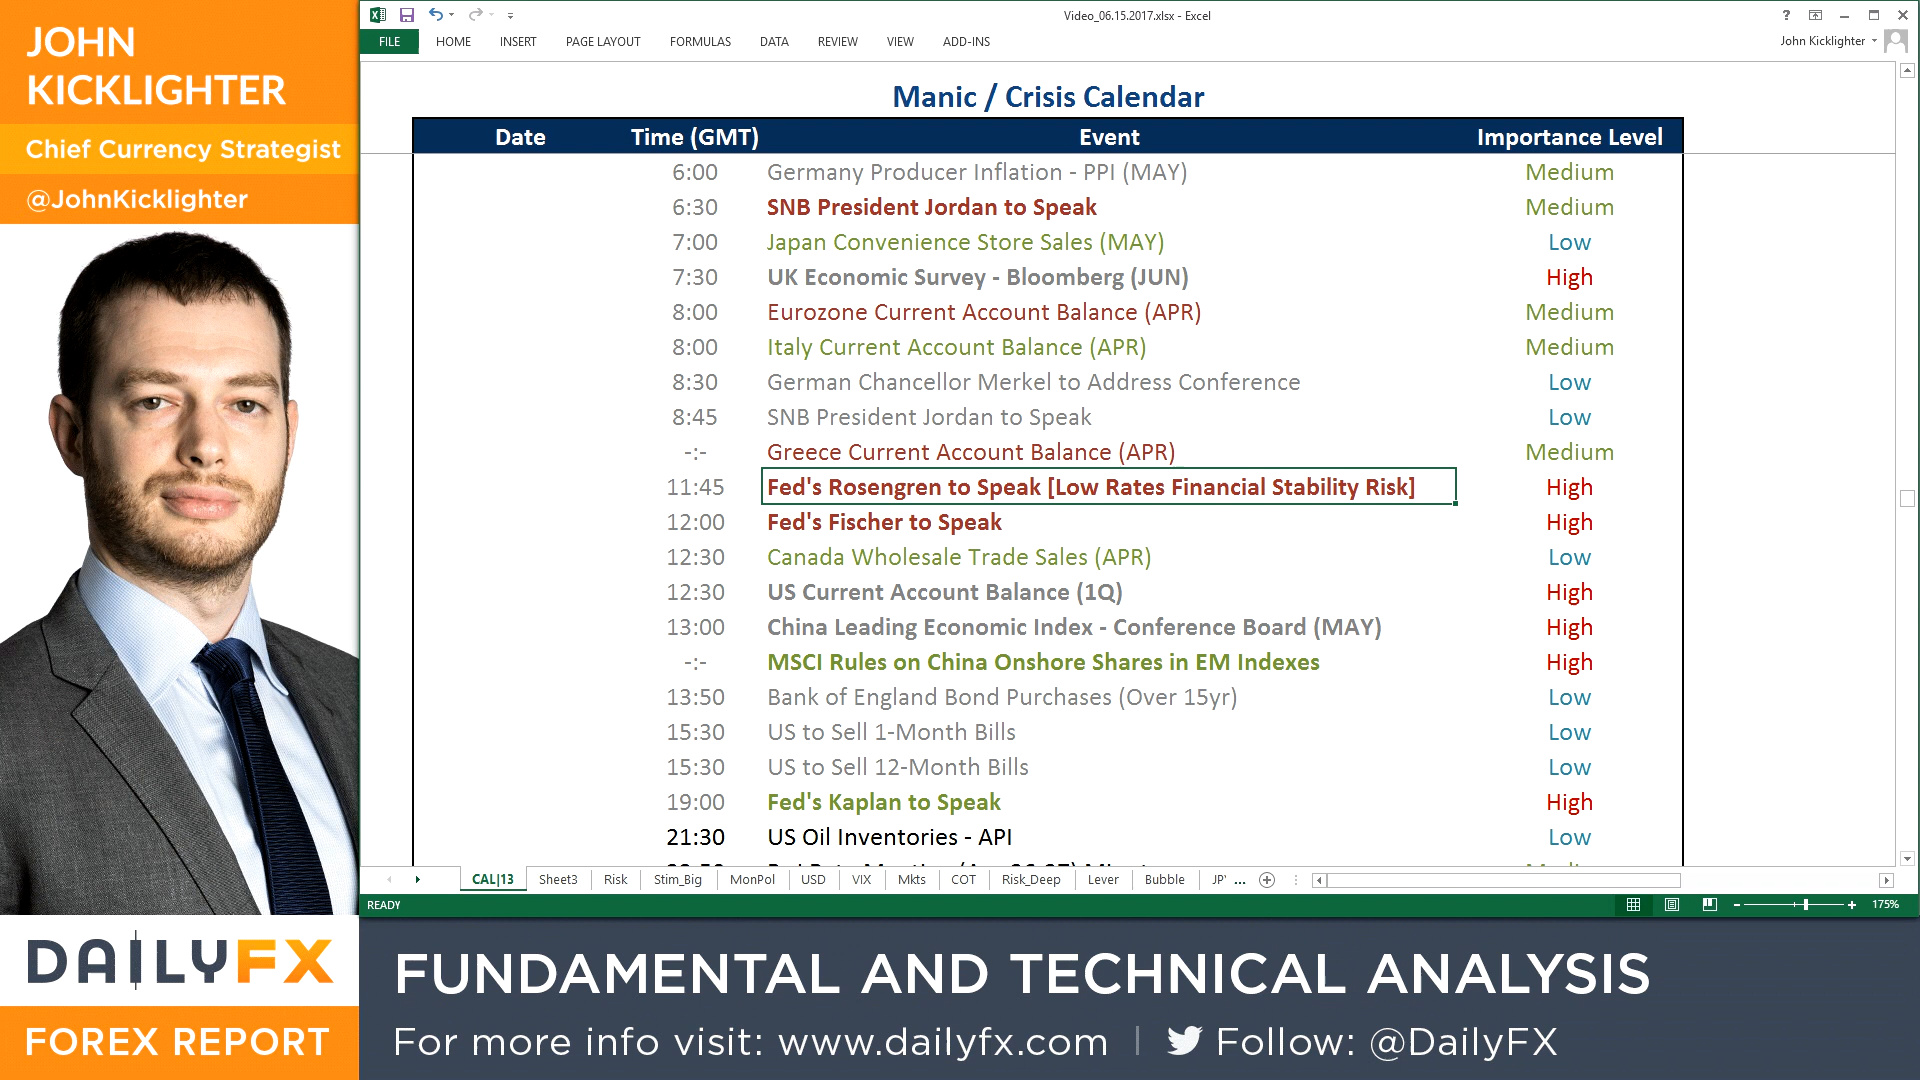 JOHN
KICKLIGHTER
Chief Currency Strategist
@JohnKicklighter
Video_06.15.2017.xlsx - Excel
?
FILE HOME INSERT PAGE LAYOUT FORMULAS DATA REVIEW VIEW ADD-INS
John Kicklighter
Manic / Crisis Calendar
Date Time (GMT) Event Importance Level
6:00 Germany Producer Inflation - PPI (MAY) Medium
6:30 SNB President Jordan to Speak Medium
7:00 Japan Convenience Store Sales (MAY) Low
7:30 UK Economic Survey - Bloomberg (JUN) High
8:00 Eurozone Current Account Balance (APR) Medium
8:00 Italy Current Account Balance (APR) Medium
8:30 German Chancellor Merkel to Address Conference Low
8:45 SNB President Jordan to Speak Low
-:- Greece Current Account Balance (APR) Medium
11:45 Fed's Rosengren to Speak [Low Rates Financial Stability Risk] High
12:00 Fed's Fischer to Speak High
12:30 Canada Wholesale Trade Sales (APR) Low
12:30 US Current Account Balance (1Q) High
13:00 China Leading Economic Index - Conference Board (MAY) High
-:- MSCI Rules on China Onshore Shares in EM Indexes High
13:50 Bank of England Bond Purchases (Over 15yr) Low
15:30 US to Sell 1-Month Bills Low
15:30 US to Sell 12-Month Bills Low
19:00 Fed's Kaplan to Speak High
21:30 US Oil Inventories - API Low
CAL|13 Sheet3 Risk Stim_Big MonPol USD VIX Mkts COT Risk_Deep Lever Bubble JP' ...
READY
175%
DAILYFX
FOREX REPORT
FUNDAMENTAL AND TECHNICAL ANALYSIS
For more info visit: www.dailyfx.com | Follow: @DailyFX